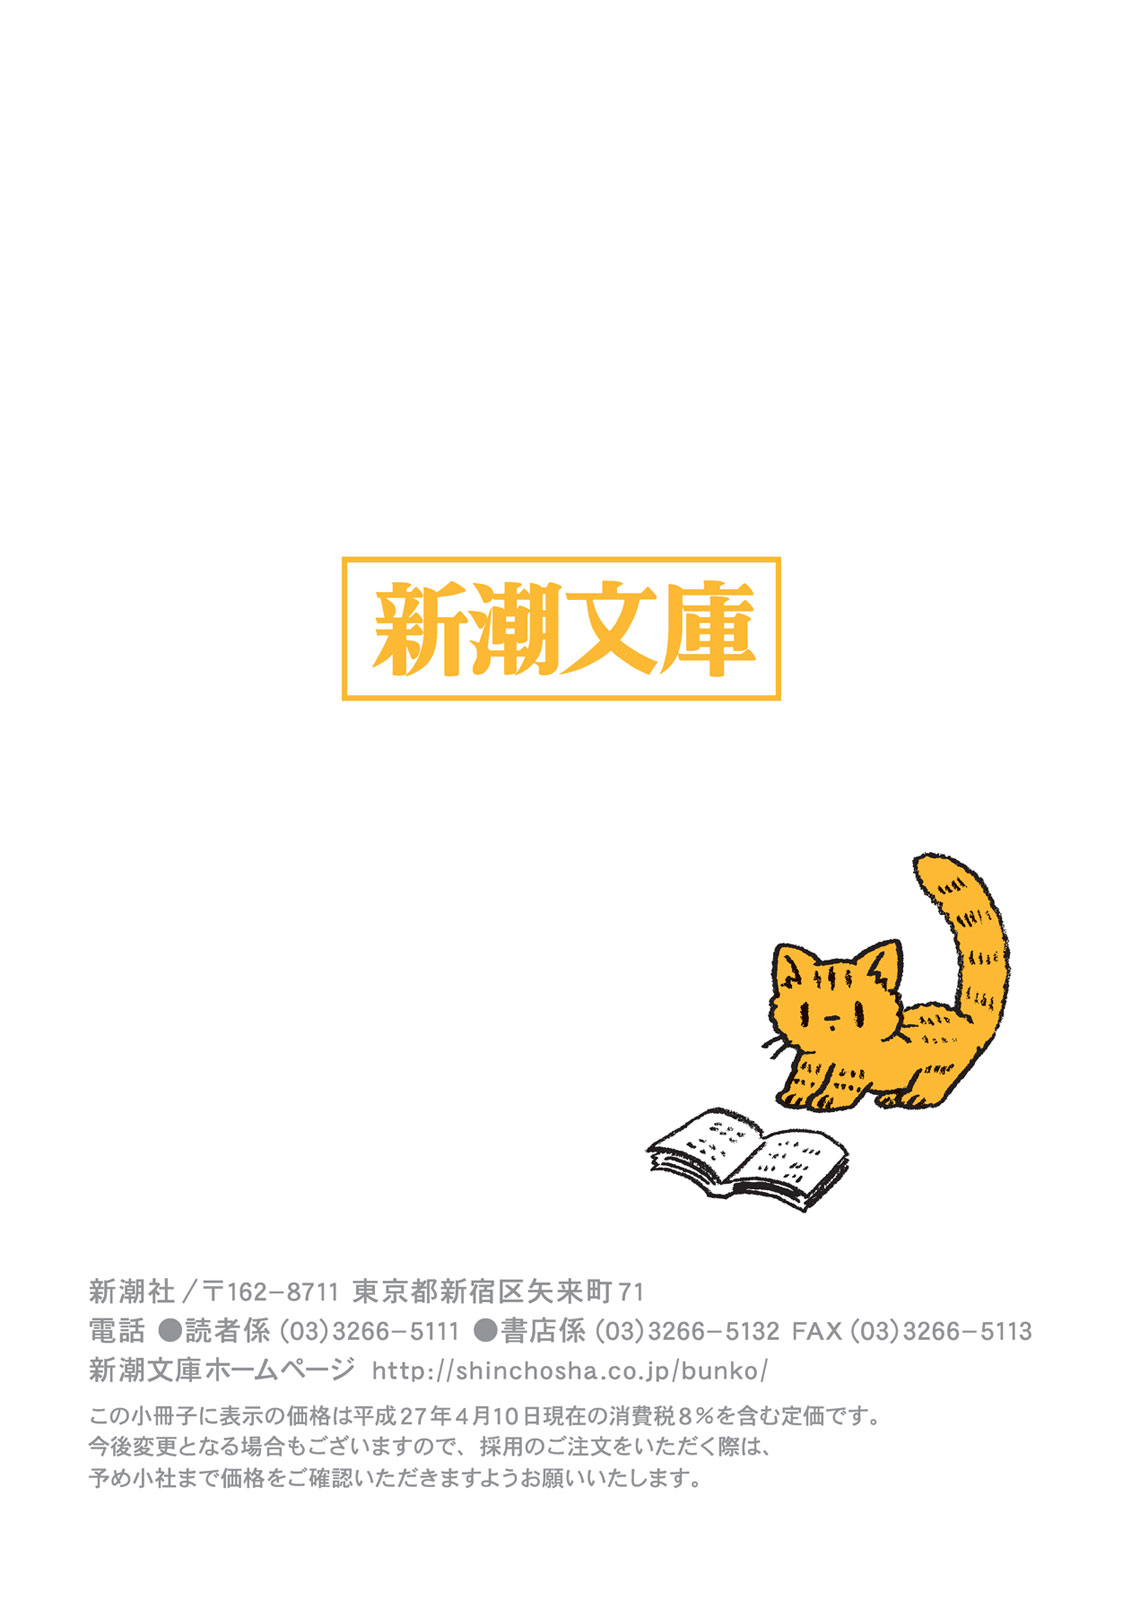 新潮文庫
新潮社/〒162-8711 東京都新宿区矢来町71
電話 ●読者係(03)3266-5111 ●書店係(03)3266-5132 FAX(03)3266-5113
新潮文庫ホームページ http://shinchosha.co.jp/bunko/
この小冊子に表示の価格は平成27年4月10日現在の消費税8%を含む定価です。
今後変更となる場合もございますので、採用のご注文をいただく際は、
予め小社まで価格をご確認いただきますようお願いいたします。